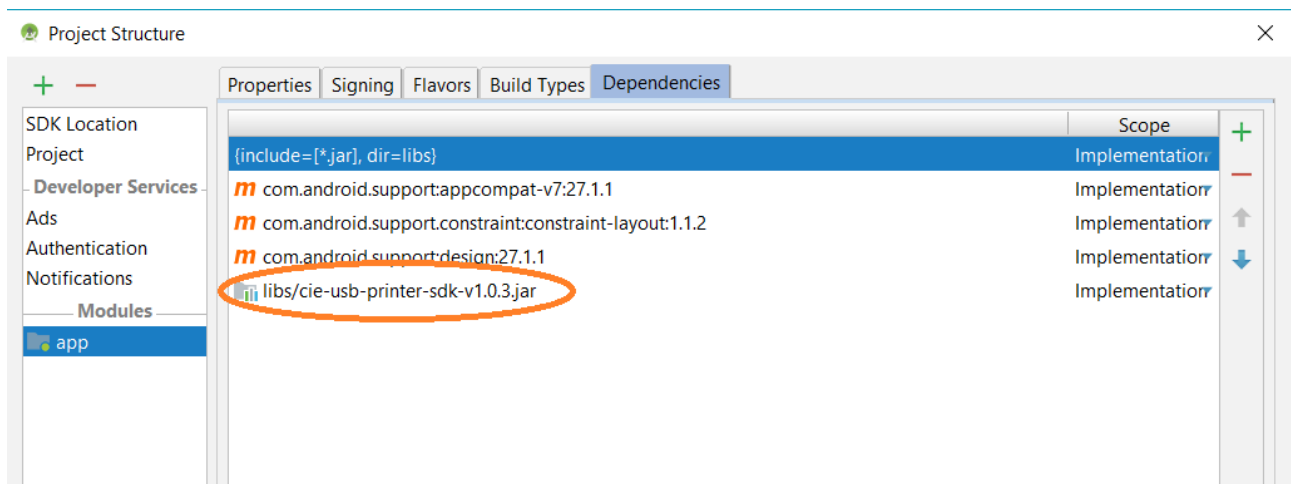 Project Structure
Properties Signing Flavors Build Types Dependencies
SDK Location
Project
Developer Services
Ads
Authentication
Notifications
Modules
app
Scope
{include=[*.jar], dir=libs} Implementation
m com.android.support:appcompat-v7:27.1.1 Implementation
m com.android.support.constraint:constraint-layout:1.1.2 Implementation
m com.android.support:design:27.1.1 Implementation
libs/cie-usb-printer-sdk-v1.0.3.jar Implementation